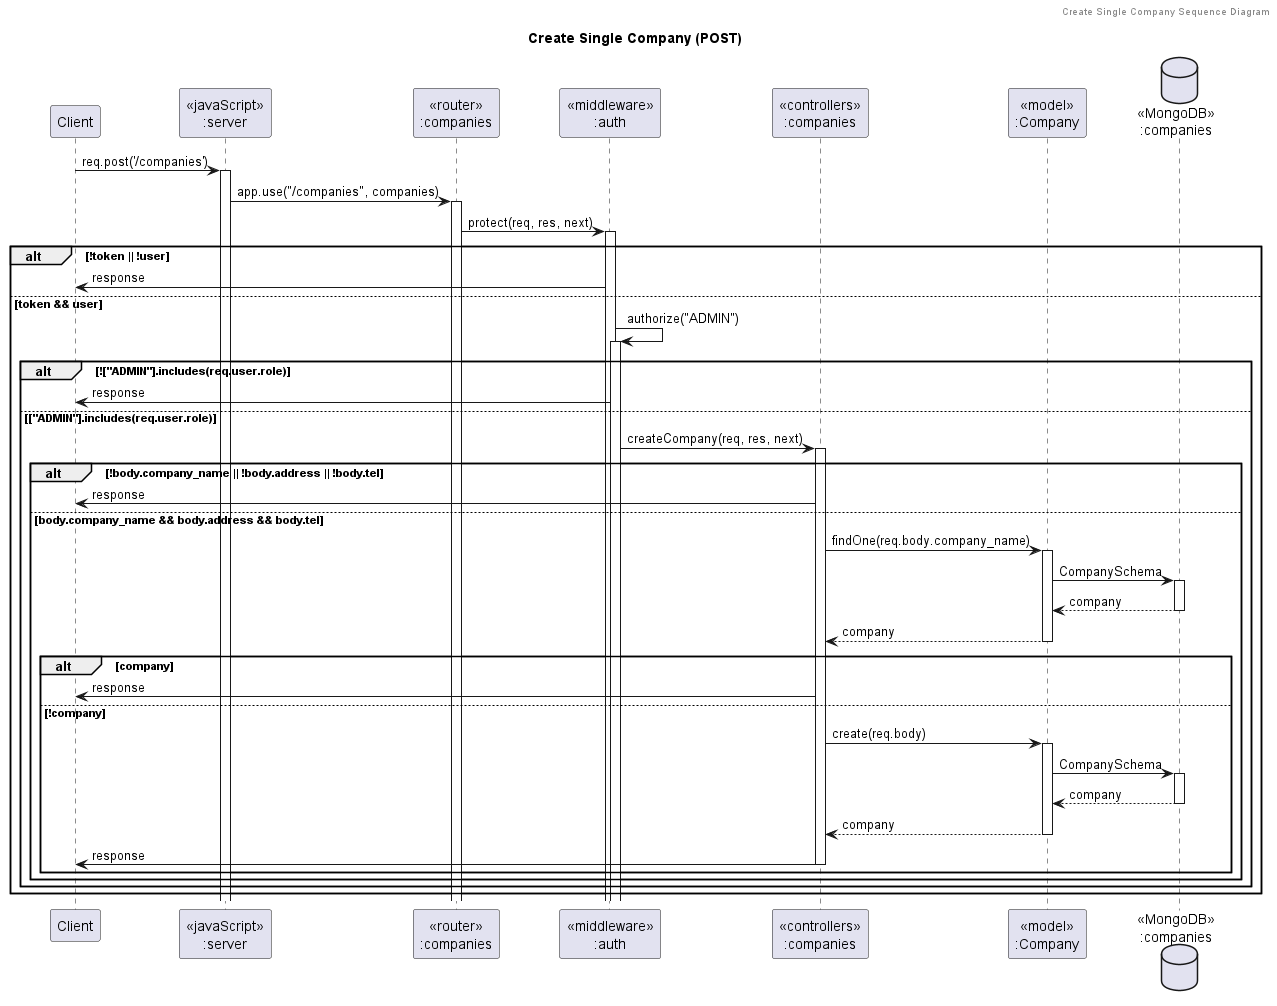 Create Single Company Sequence Diagram
Create Single Company (POST)
Client
«javaScript»
:server
«router»
:companies
«middleware»
:auth
«controllers»
:companies
«model»
:Company
«MongoDB»
:companies
req.post('/companies')
app.use("/companies", companies)
protect(req, res, next)
alt [!token || !user]
response
[token && user]
authorize("ADMIN")
alt [!["ADMIN"].includes(req.user.role)]
response
[["ADMIN"].includes(req.user.role)]
createCompany(req, res, next)
alt [!body.company_name || !body.address || !body.tel]
response
[body.company_name && body.address && body.tel]
findOne(req.body.company_name)
CompanySchema
company
company
alt [company]
response
[!company]
create(req.body)
CompanySchema
company
company
response
Client
«javaScript»
:server
«router»
:companies
«middleware»
:auth
«controllers»
:companies
«model»
:Company
«MongoDB»
:companies